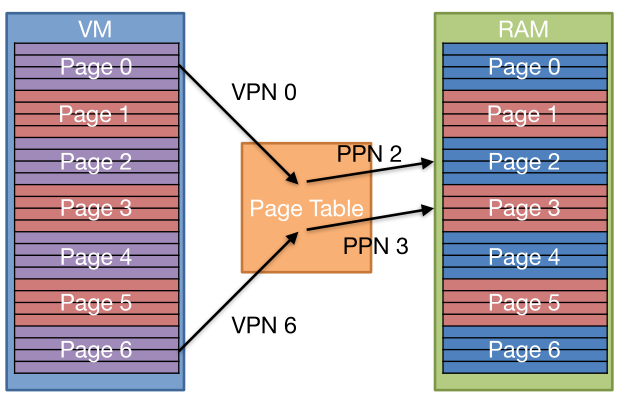 VM
Page 0
Page 1
Page 2
Page 3
Page 4
Page 5
Page 6
VPN 0
VPN 6
Page Table
PPN 2
PPN 3
RAM
Page 0
Page 1
Page 2
Page 3
Page 4
Page 5
Page 6